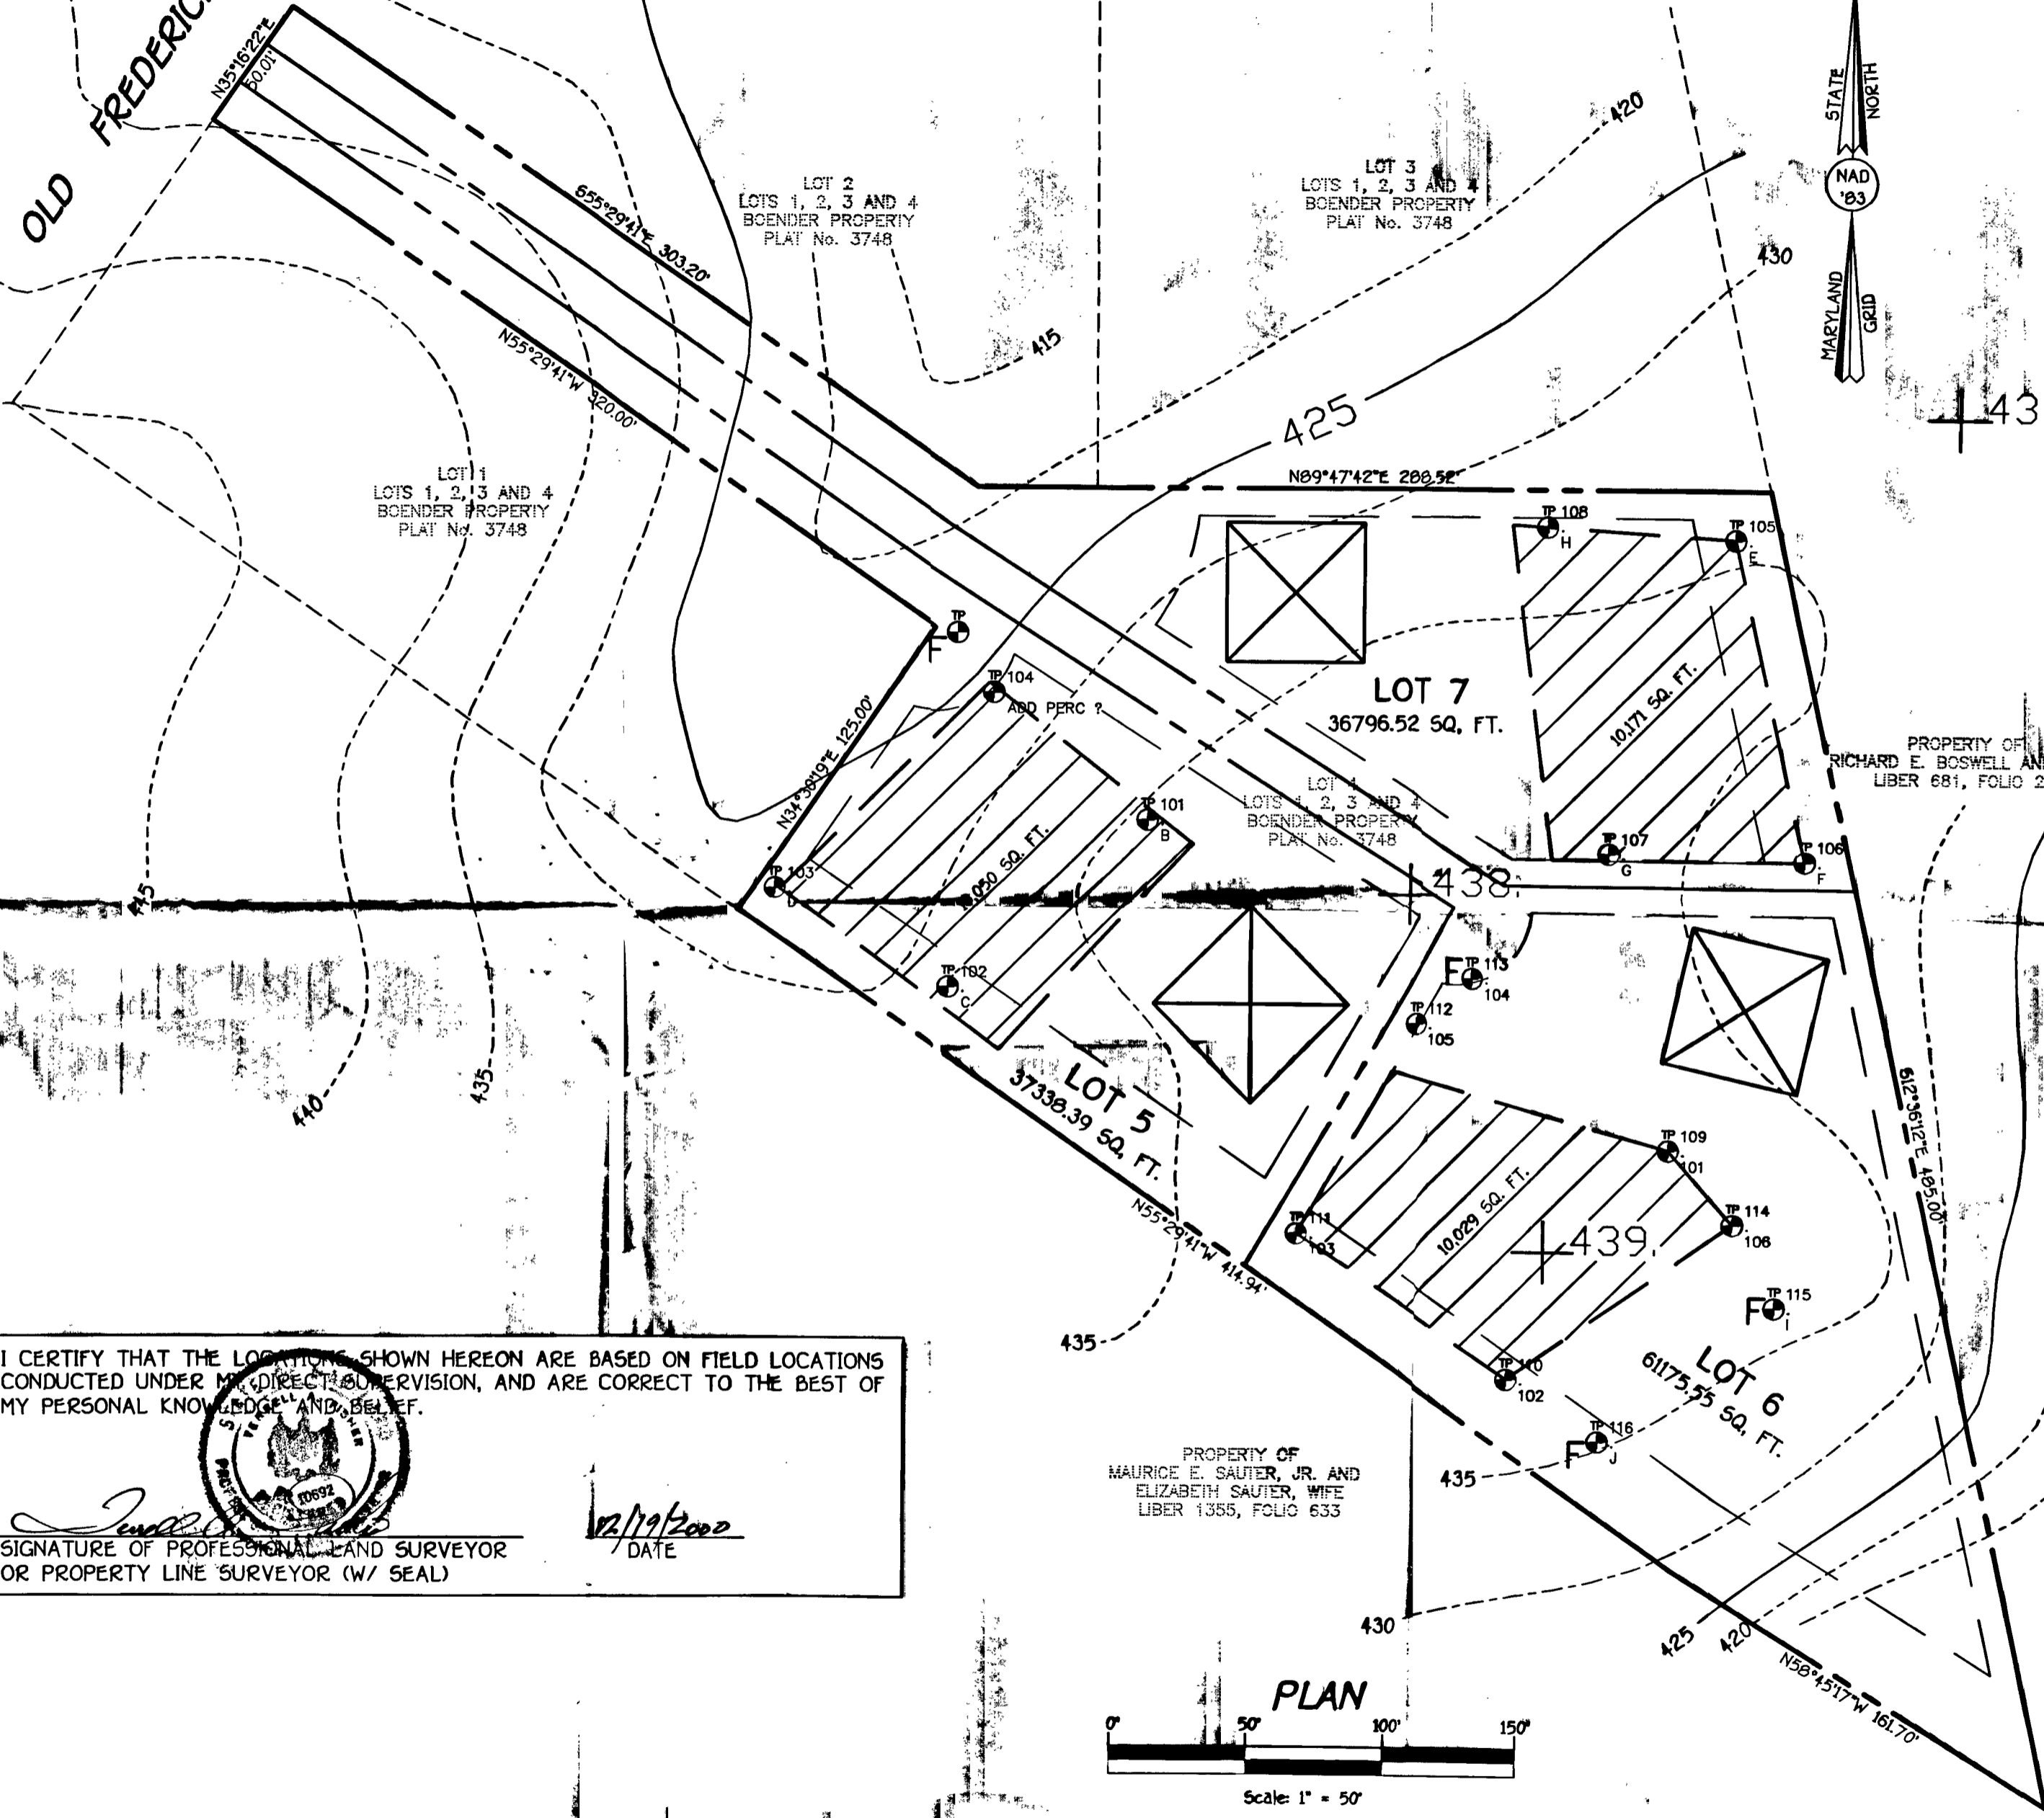 OLD FREDERIC
N35°16'22"E
50.01'
STATE NORTH
NAD
'83
MARYLAND GRID
420
LOT 2
LOTS 1, 2, 3 AND 4
BOENDER PROPERTY
PLAT No. 3748
LOT 3
LOTS 1, 2, 3 AND 4
BOENDER PROPERTY
PLAT No. 3748
S55°29'41"E 303.20'
430
415
N55°29'41"W 320.00'
425
43
LOT 1
LOTS 1, 2, 3 AND 4
BOENDER PROPERTY
PLAT No. 3748
N89°47'42"E 288.52'
TP 108
H
TP 105
E
TP
F
TP 104
ADD PERC ?
LOT 7
36796.52 SQ. FT.
10,171 SQ. FT.
N34°30'19"E 125.00'
PROPERTY OF
RICHARD E. BOSWELL AN
LIBER 681, FOLIO 2
LOT 4
LOTS 1, 2, 3 AND 4
BOENDER PROPERTY
PLAT No. 3748
TP 101
B
TP 107
G
TP 106
F
TP 103
D
SQ. FT.
438.
445
TP 102
C
TP 113
E
104
TP 112
105
440
435
LOT 5
37338.39 SQ. FT.
S12°36'12"E 495.00'
TP 109
101
N55°29'41"W 414.94'
TP 111
103
10,029 SQ. FT.
439.
TP 114
106
F
TP 115
I
435
I CERTIFY THAT THE LOCATIONS SHOWN HEREON ARE BASED ON FIELD LOCATIONS
CONDUCTED UNDER MY DIRECT SUPERVISION, AND ARE CORRECT TO THE BEST OF
MY PERSONAL KNOWLEDGE AND BELIEF.
TP 110
102
LOT 6
61175.55 SQ. FT.
F
TP 116
J
PROPERTY OF
MAURICE E. SAUTER, JR. AND
ELIZABETH SAUTER, WIFE
LIBER 1355, FOLIO 633
435
10692
12/19/2000
SIGNATURE OF PROFESSIONAL LAND SURVEYOR
OR PROPERTY LINE SURVEYOR (W/ SEAL)
DATE
430
425
420
N58°45'17"W 161.70'
PLAN
0' 50' 100' 150'
Scale: 1" = 50'